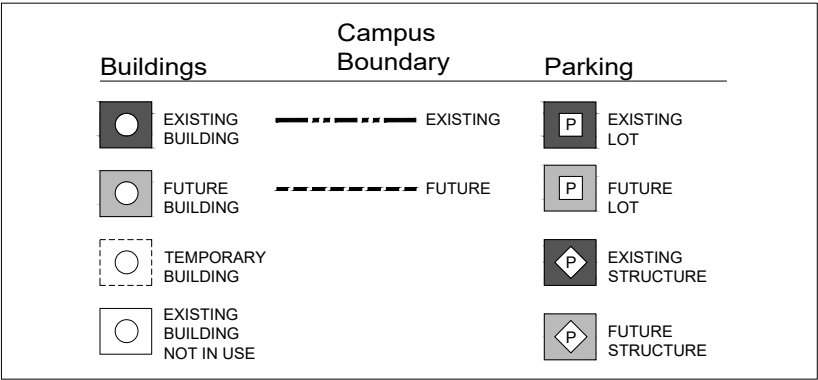 Buildings
Campus
Boundary
Parking
EXISTING
BUILDING
EXISTING
P
EXISTING
LOT
FUTURE
BUILDING
FUTURE
P
FUTURE
LOT
TEMPORARY
BUILDING
P
EXISTING
STRUCTURE
EXISTING
BUILDING
NOT IN USE
P
FUTURE
STRUCTURE